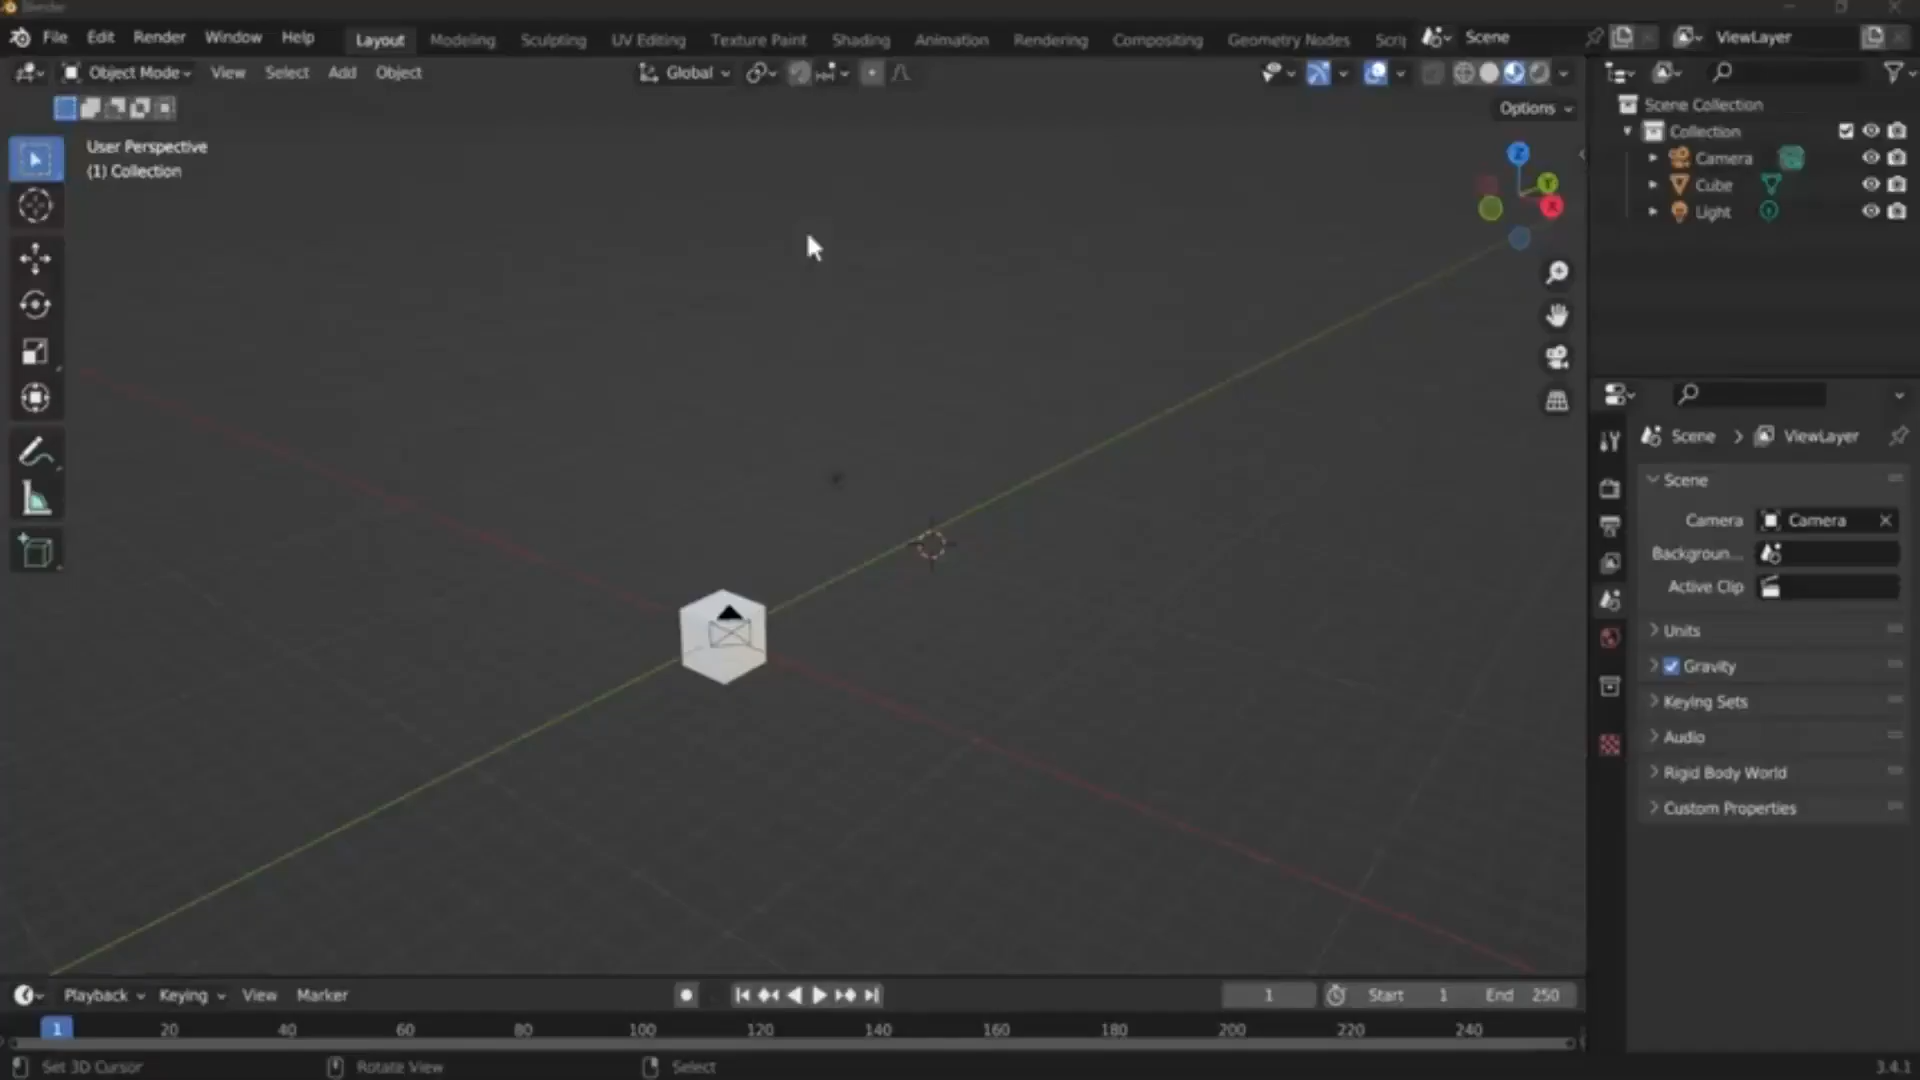 Blender
File Edit Render Window Help Layout Modeling Sculpting UV Editing Texture Paint Shading Animation Rendering Compositing Geometry Nodes Scrip Scene ViewLayer
Object Mode View Select Add Object Global
Options
User Perspective
(1) Collection
Z
Y
X
Scene Collection
Collection
Camera
Cube
Light
Scene > ViewLayer
Scene
Camera Camera
Backgroun...
Active Clip
Units
Gravity
Keying Sets
Audio
Rigid Body World
Custom Properties
Playback Keying View Marker 1 Start 1 End 250
1 20 40 60 80 100 120 140 160 180 200 220 240
Set 3D Cursor Rotate View Select 3.4.1